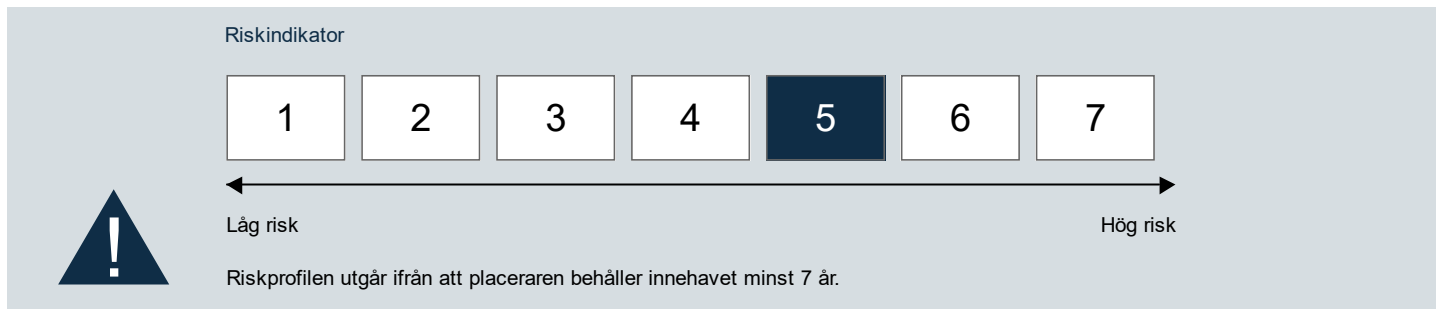 Riskindikator
1 2 3 4 5 6 7
Låg risk Hög risk
!
Riskprofilen utgår ifrån att placeraren behåller innehavet minst 7 år.